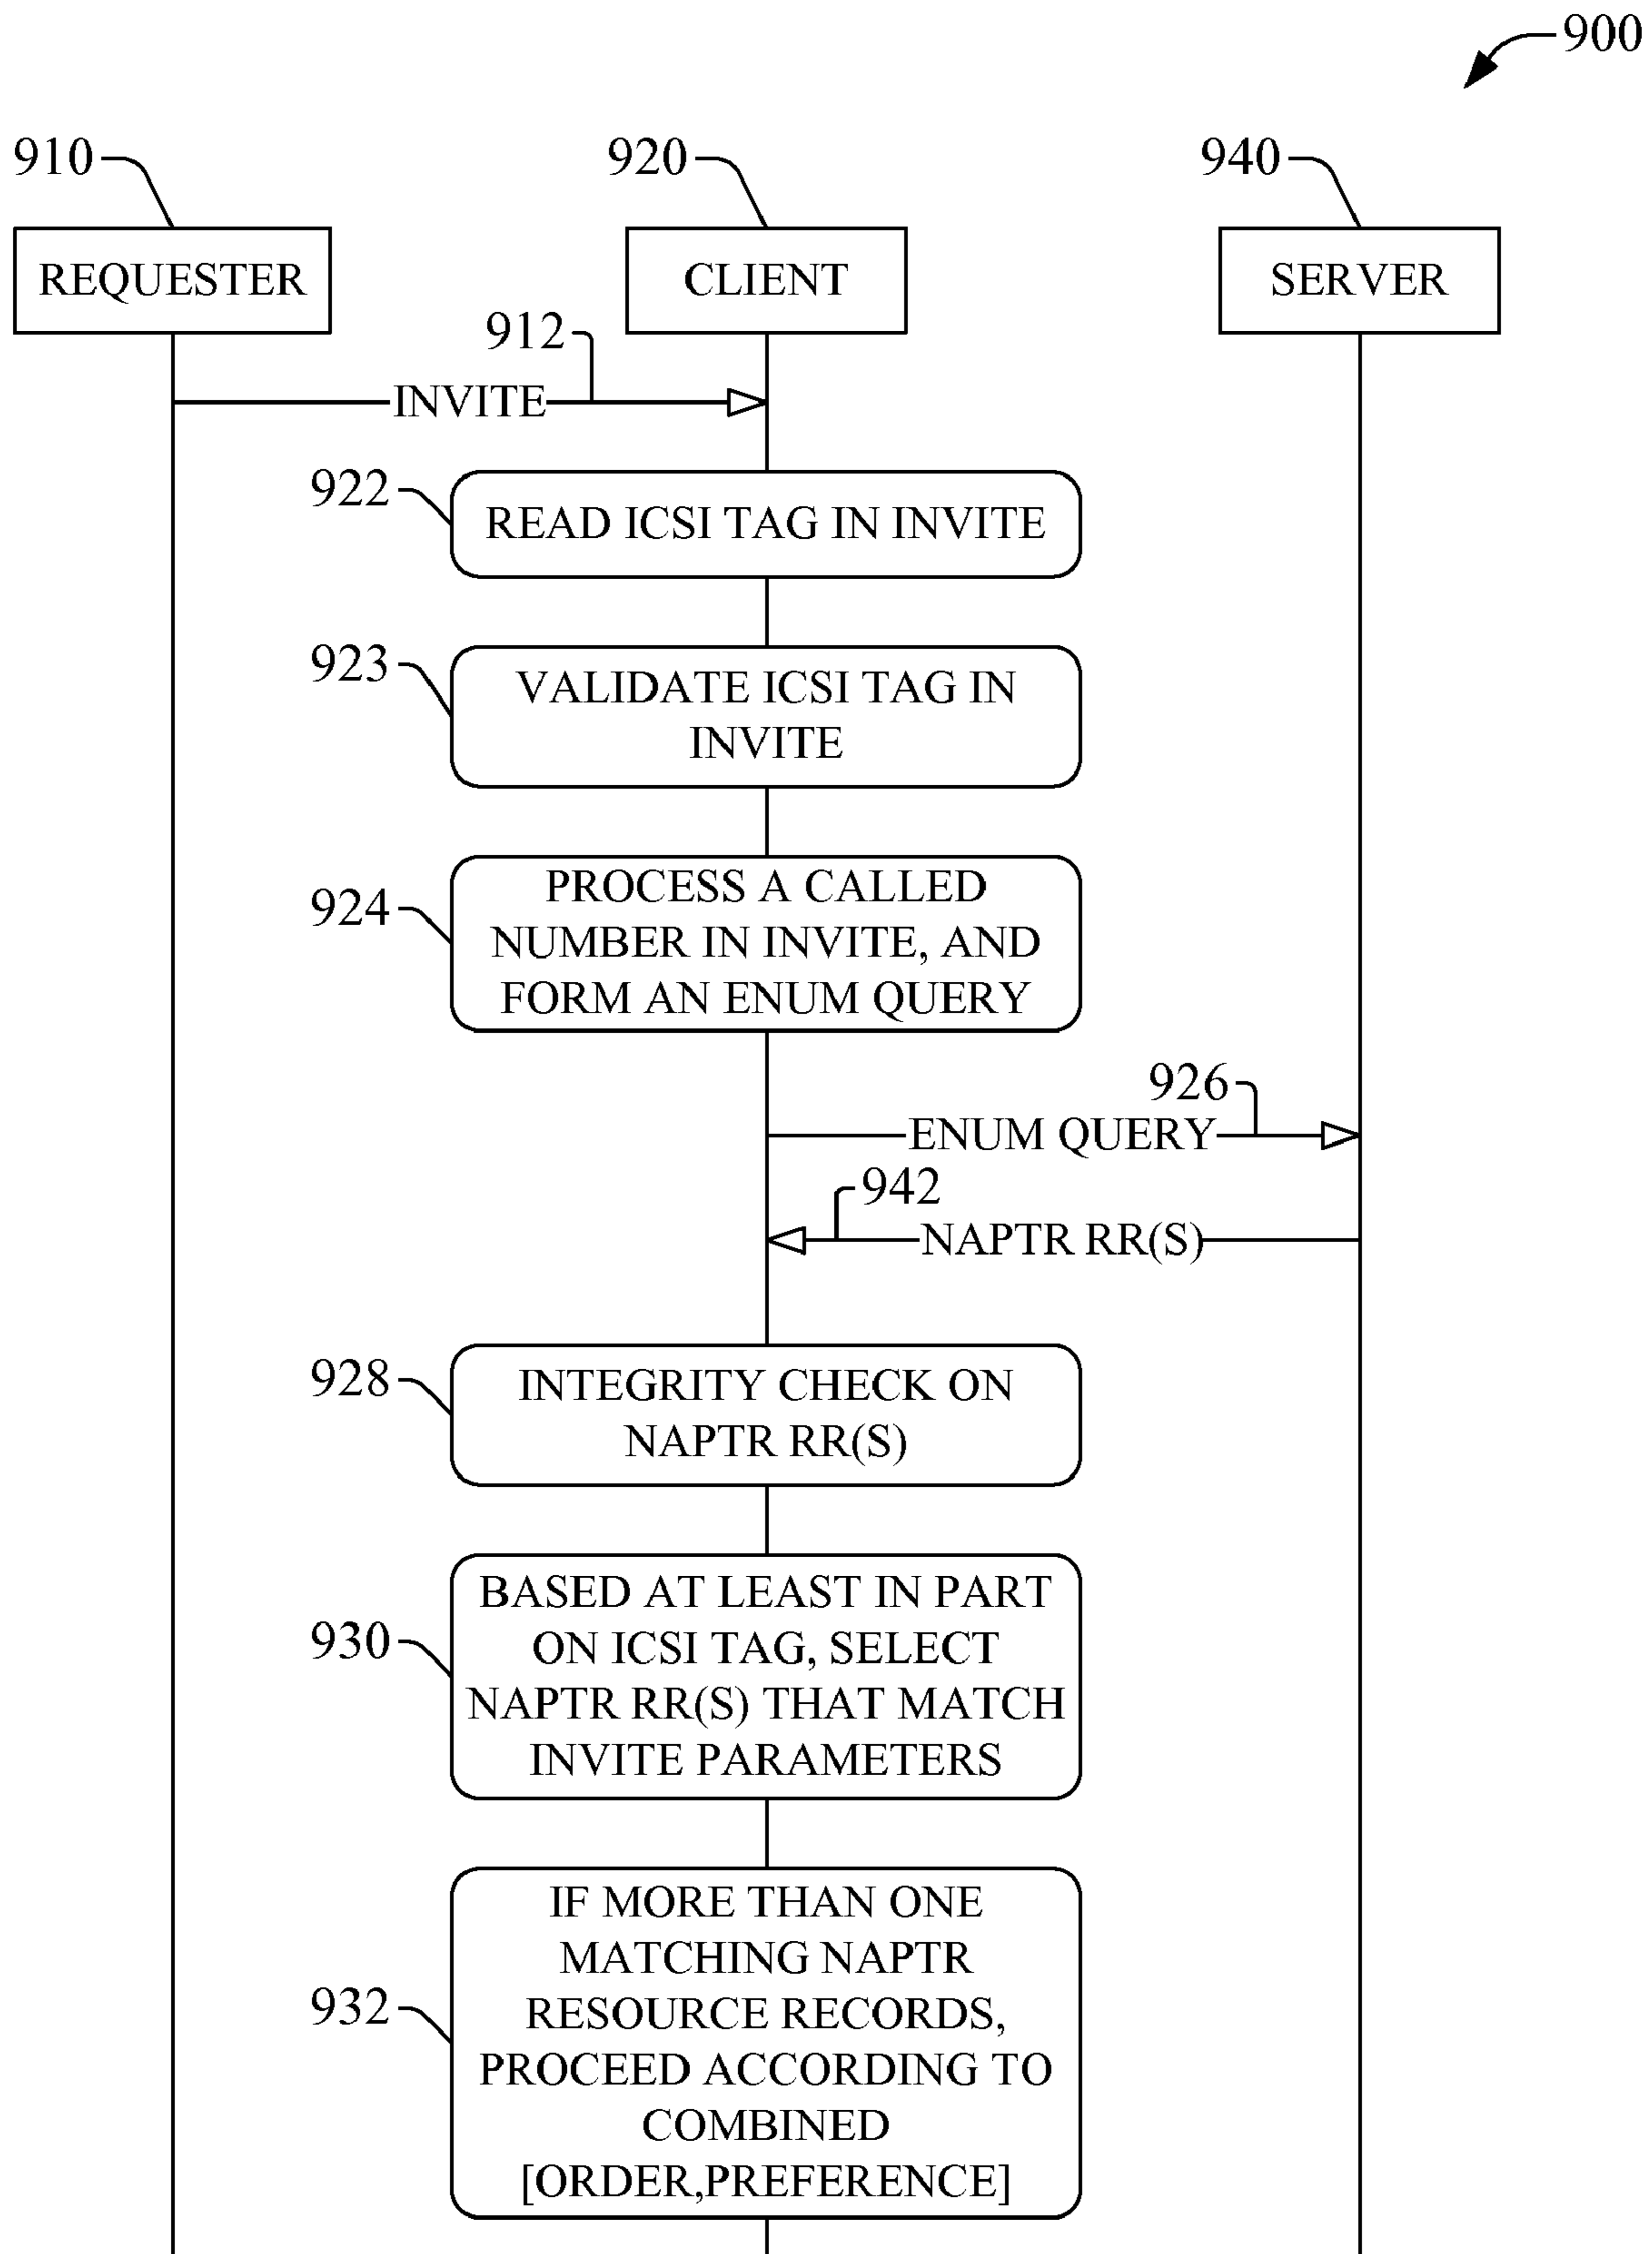 900
910
920
940
REQUESTER
CLIENT
SERVER
912
INVITE
922
READ ICSI TAG IN INVITE
923
VALIDATE ICSI TAG IN
INVITE
924
PROCESS A CALLED
NUMBER IN INVITE, AND
FORM AN ENUM QUERY
926
ENUM QUERY
942
NAPTR RR(S)
928
INTEGRITY CHECK ON
NAPTR RR(S)
930
BASED AT LEAST IN PART
ON ICSI TAG, SELECT
NAPTR RR(S) THAT MATCH
INVITE PARAMETERS
932
IF MORE THAN ONE
MATCHING NAPTR
RESOURCE RECORDS,
PROCEED ACCORDING TO
COMBINED
[ORDER,PREFERENCE]